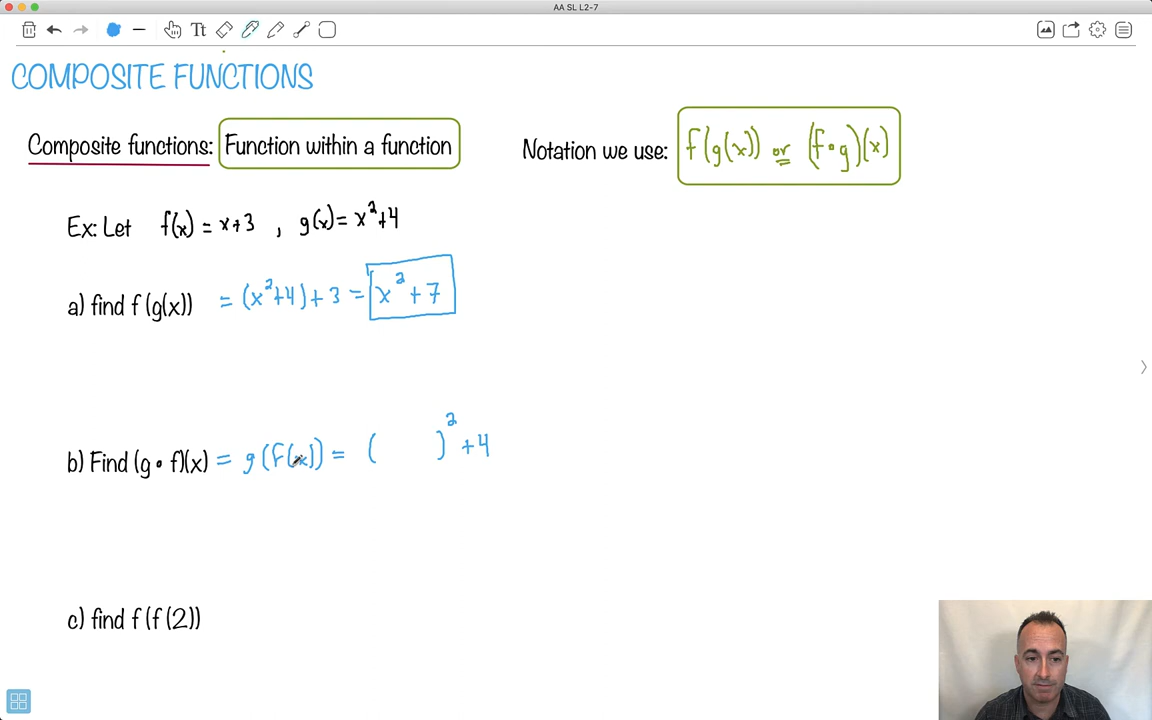 AA SL L2-7
Tt
COMPOSITE FUNCTIONS
Composite functions: Function within a function
Notation we use: f(g(x)) or (f∘g)(x)
Ex: Let f(x) = x+3 , g(x) = x²+4
a) find f (g(x)) = (x²+4)+3 = x²+7
b) Find (g ∘ f)(x) = g(f(x)) = ( )² +4
c) find f (f (2))